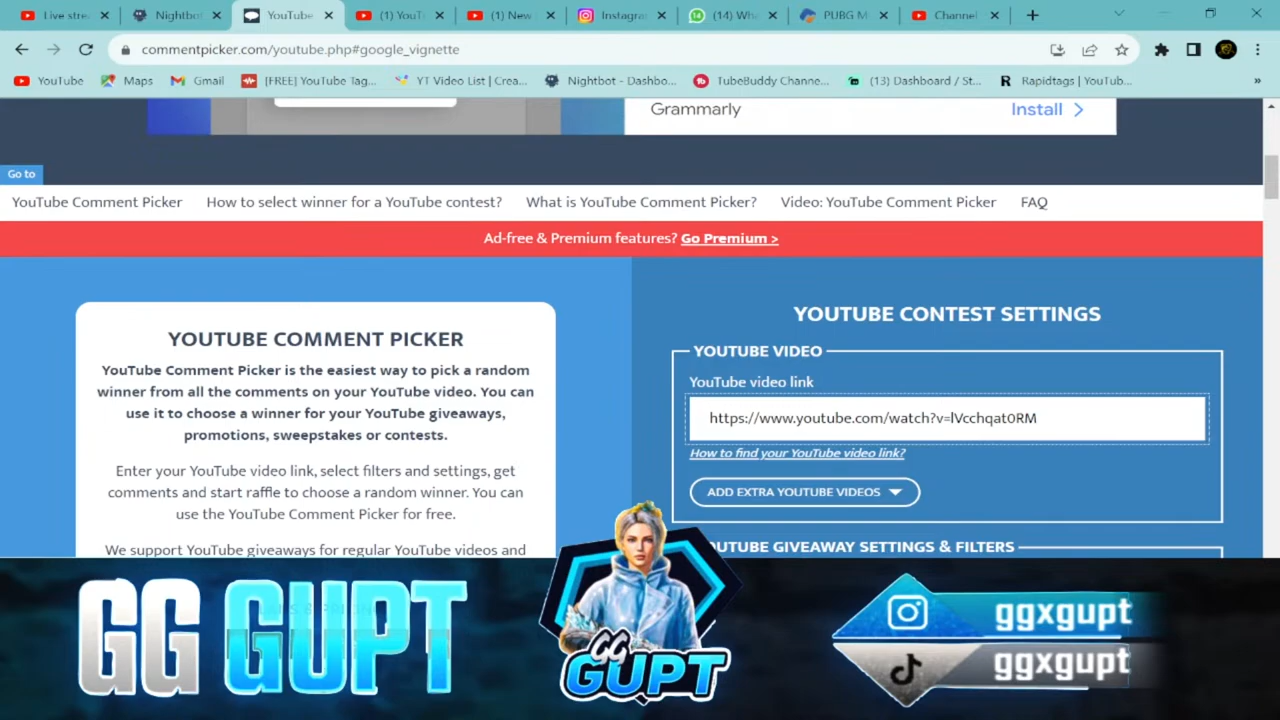 Live stre
Nightbot
YouTube
(1) YouT
(1) New
Instagra
(14) Wha
PUBG M
Channel
commentpicker.com/youtube.php#google_vignette
YouTube
Maps
Gmail
[FREE] YouTube Tag...
YT Video List | Crea...
Nightbot - Dashbo...
TubeBuddy Channe...
(13) Dashboard / St...
Rapidtags | YouTub...
»
Grammarly
Install
Go to
YouTube Comment Picker
How to select winner for a YouTube contest?
What is YouTube Comment Picker?
Video: YouTube Comment Picker
FAQ
Ad-free & Premium features? Go Premium >
YOUTUBE COMMENT PICKER
YouTube Comment Picker is the easiest way to pick a random
winner from all the comments on your YouTube video. You can
use it to choose a winner for your YouTube giveaways,
promotions, sweepstakes or contests.
Enter your YouTube video link, select filters and settings, get
comments and start raffle to choose a random winner. You can
use the YouTube Comment Picker for free.
We support YouTube giveaways for regular YouTube videos and
YOUTUBE CONTEST SETTINGS
YOUTUBE VIDEO
YouTube video link
https://www.youtube.com/watch?v=lVcchqat0RM
How to find your YouTube video link?
ADD EXTRA YOUTUBE VIDEOS
OUTUBE GIVEAWAY SETTINGS & FILTERS
GG GUPT
GG
GUPT
ggxgupt
ggxgupt